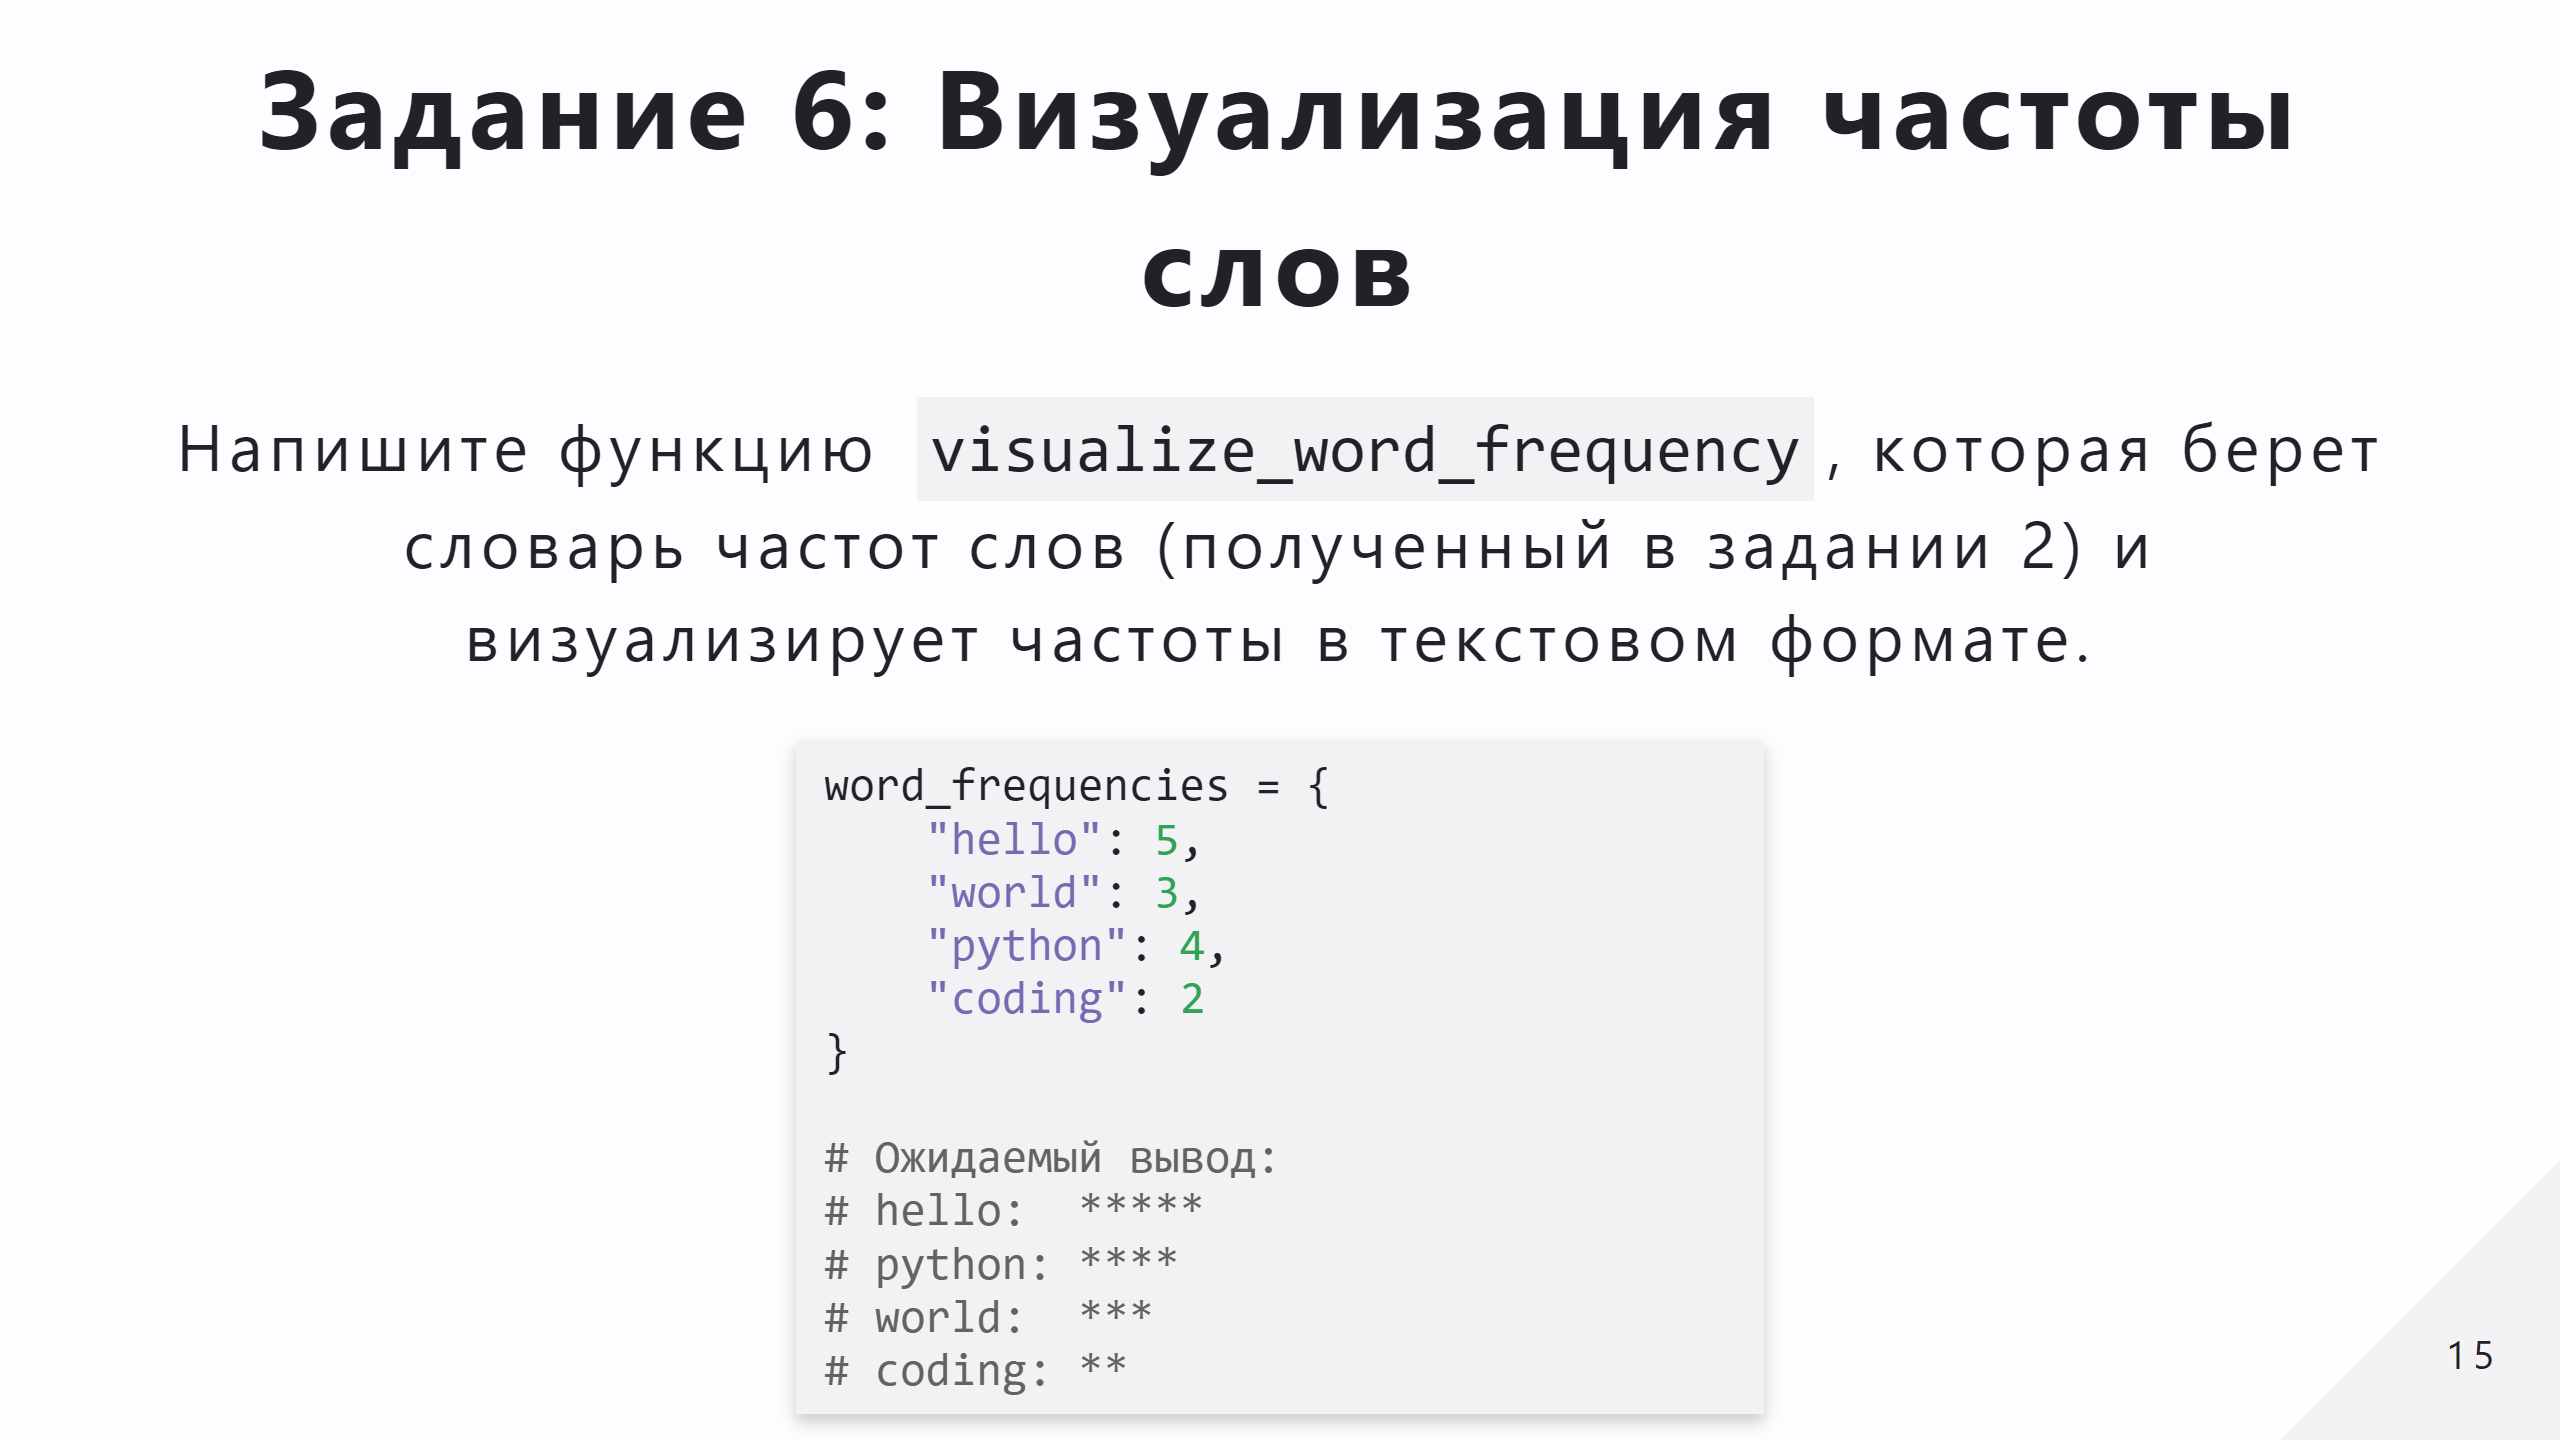 Задание 6: Визуализация частоты
слов
Напишите функцию visualize_word_frequency, которая берет
словарь частот слов (полученный в задании 2) и
визуализирует частоты в текстовом формате.
word_frequencies = {
    "hello": 5,
    "world": 3,
    "python": 4,
    "coding": 2
}
# Ожидаемый вывод:
# hello:  *****
# python: ****
# world:  ***
# coding: **
15